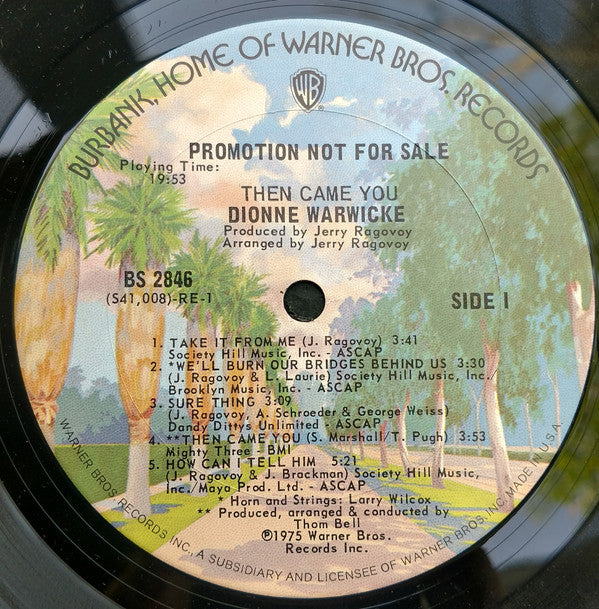 BURBANK, HOME OF WARNER BROS. RECORDS
WB
PROMOTION NOT FOR SALE
Playing Time:
19:53
THEN CAME YOU
DIONNE WARWICKE
Produced by Jerry Ragovoy
Arranged by Jerry Ragovoy
BS 2846
(S41,008)-RE-1
SIDE 1
1. TAKE IT FROM ME (J. Ragovoy) 3:41
Society Hill Music, Inc. - ASCAP
2. *WE'LL BURN OUR BRIDGES BEHIND US 3:30
(J. Ragovoy & L. Laurie) Society Hill Music, Inc.
Brooklyn Music, Inc. - ASCAP
3. SURE THING 3:09
(J. Ragovoy, A. Schroeder & George Weiss)
Dandy Dittys Unlimited - ASCAP
4. **THEN CAME YOU (S. Marshall/T. Pugh) 3:53
Mighty Three - BMI
5. HOW CAN I TELL HIM 5:21
(J. Ragovoy & J. Brackman) Society Hill Music,
Inc./Maya Prod. Ltd. - ASCAP
* Horn and Strings: Larry Wilcox
** Produced, arranged & conducted by
Thom Bell
℗1975 Warner Bros.
Records Inc.
WARNER BROS. RECORDS INC., A SUBSIDIARY AND LICENSEE OF WARNER BROS. INC. MADE IN U.S.A.